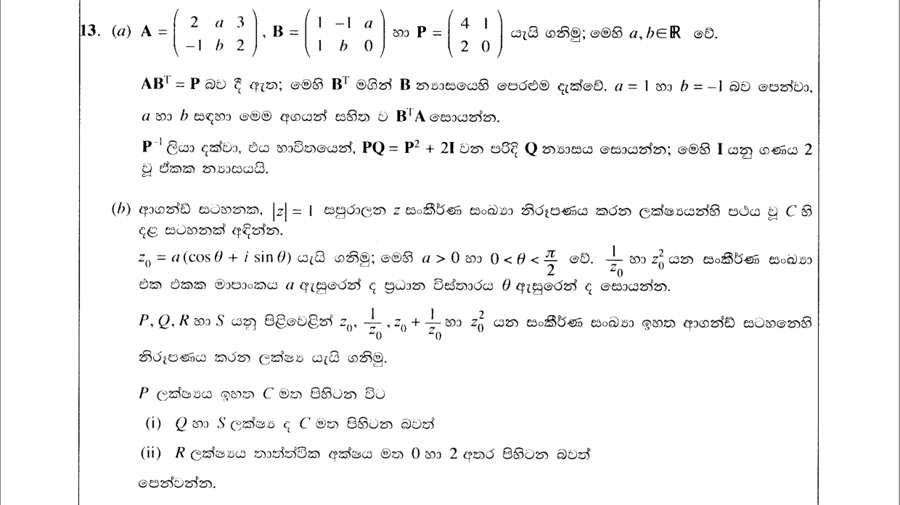 13. (a) A = ( 2 a 3 ; −1 b 2 ), B = ( 1 −1 a ; 1 b 0 ) හා P = ( 4 1 ; 2 0 ) යැයි ගනිමු; මෙහි a, b∈ℝ වේ.
ABᵀ = P බව දී ඇත; මෙහි Bᵀ මගින් B න්‍යාසයෙහි පෙරළුම දැක්වේ. a = 1 හා b = −1 බව පෙන්වා,
a හා b සඳහා මෙම අගයන් සහිත ව BᵀA සොයන්න.
P⁻¹ ලියා දක්වා, එය භාවිතයෙන්, PQ = P² + 2I වන පරිදි Q න්‍යාසය සොයන්න; මෙහි I යනු ගණය 2
වූ ඒකක න්‍යාසයයි.
(b) ආගන්ඩ් සටහනක, |z| = 1 සපුරාලන z සංකීර්ණ සංඛ්‍යා නිරූපණය කරන ලක්ෂ්‍යයන්හි පථය වූ C හි
දළ සටහනක් අඳින්න.
z₀ = a (cos θ + i sin θ) යැයි ගනිමු; මෙහි a > 0 හා 0 < θ < π/2 වේ. 1/z₀ හා z₀² යන සංකීර්ණ සංඛ්‍යා
එක එකක මාපාංකය a ඇසුරෙන් ද ප්‍රධාන විස්තාරය θ ඇසුරෙන් ද සොයන්න.
P, Q, R හා S යනු පිළිවෙළින් z₀, 1/z₀, z₀ + 1/z₀ හා z₀² යන සංකීර්ණ සංඛ්‍යා ඉහත ආගන්ඩ් සටහනෙහි
නිරූපණය කරන ලක්ෂ්‍ය යැයි ගනිමු.
P ලක්ෂ්‍යය ඉහත C මත පිහිටන විට
(i) Q හා S ලක්ෂ්‍ය ද C මත පිහිටන බවත්
(ii) R ලක්ෂ්‍යය තාත්ත්වික අක්ෂය මත 0 හා 2 අතර පිහිටන බවත්
පෙන්වන්න.